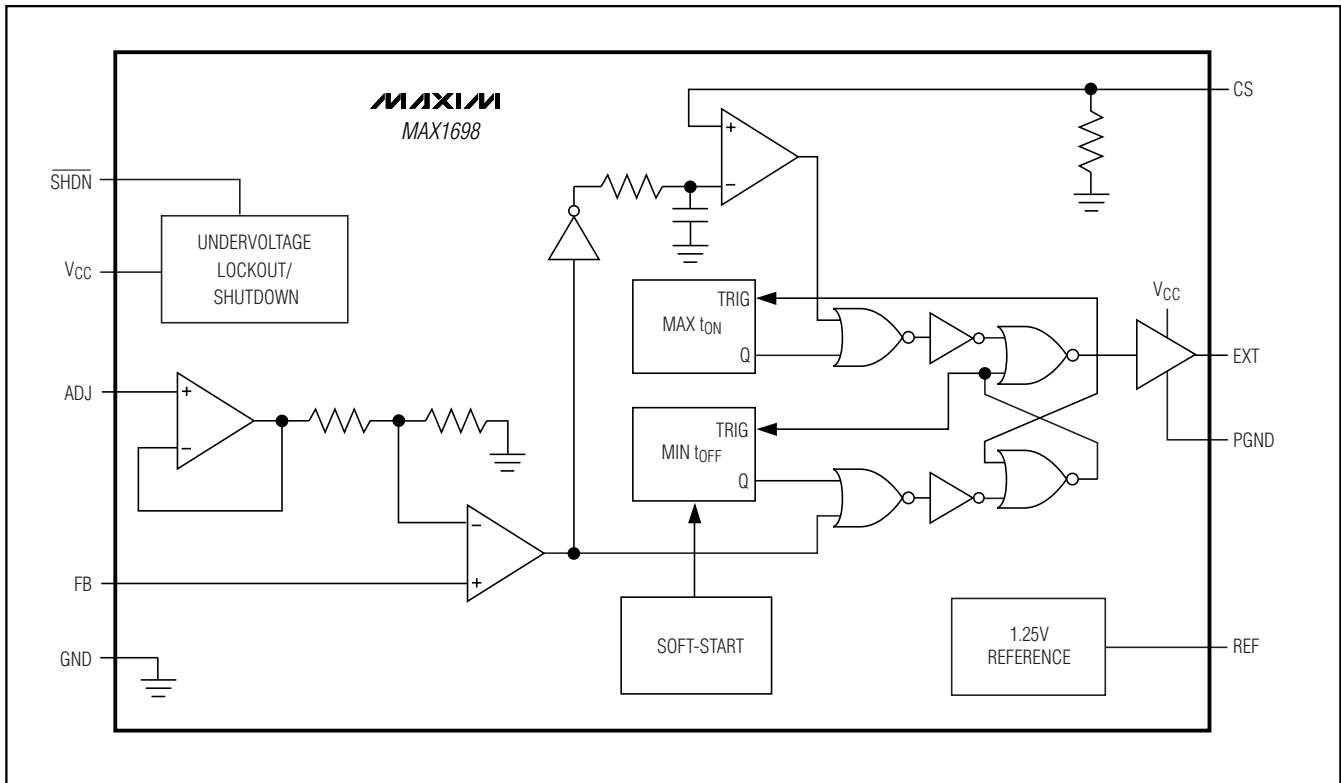 MAXIM
MAX1698
CS
+
−
SHDN
UNDERVOLTAGE
LOCKOUT/
SHUTDOWN
VCC
TRIG
MAX tON
Q
VCC
EXT
ADJ
+
−
TRIG
MIN tOFF
Q
PGND
−
+
FB
SOFT-START
1.25V
REFERENCE
REF
GND